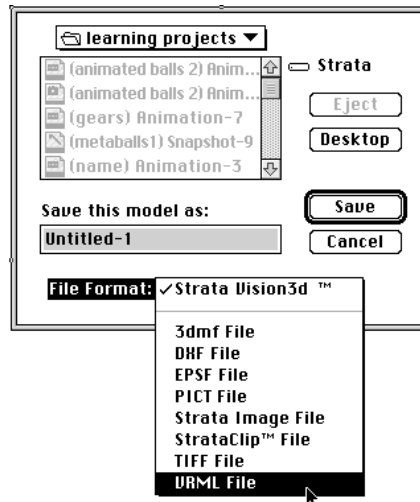 learning projects
(animated balls 2) Anim...
Strata
(animated balls 2) Anim...
(gears) Animation-7
(metaballs1) Snapshot-9
(name) Animation-3
Eject
Desktop
Save this model as:
Untitled-1
Save
Cancel
File Format: ✓Strata Vision3d ™
3dmf File
DXF File
EPSF File
PICT File
Strata Image File
StrataClip™ File
TIFF File
VRML File